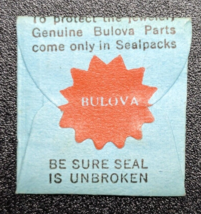 To protect the jewelry
Genuine Bulova Parts
come only in Sealpacks
BULOVA
BE SURE SEAL
IS UNBROKEN